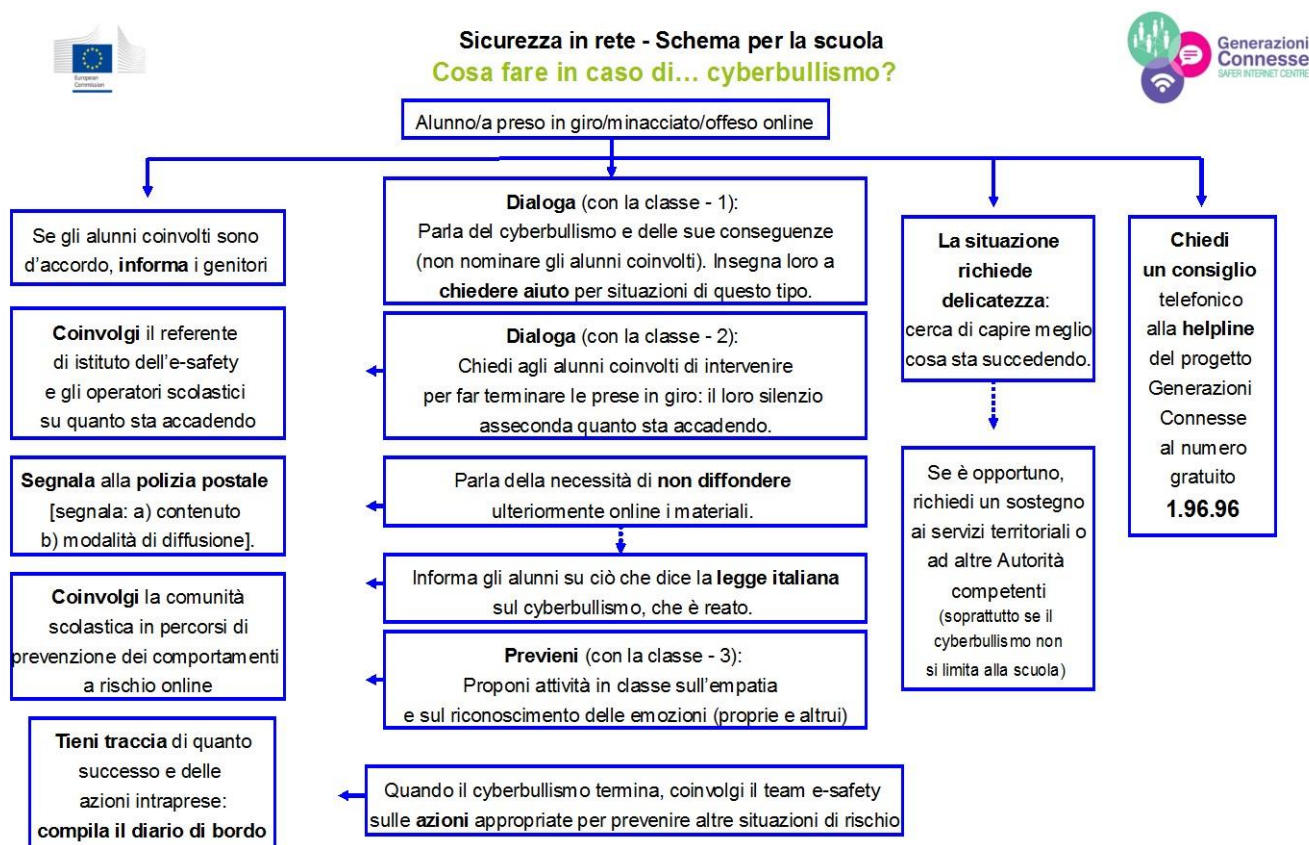 European
Commission
Sicurezza in rete - Schema per la scuola
Cosa fare in caso di… cyberbullismo?
Generazioni
Connesse
SAFER INTERNET CENTRE
Alunno/a preso in giro/minacciato/offeso online
Se gli alunni coinvolti sono
d'accordo, informa i genitori
Coinvolgi il referente
di istituto dell'e-safety
e gli operatori scolastici
su quanto sta accadendo
Segnala alla polizia postale
[segnala: a) contenuto
b) modalità di diffusione].
Coinvolgi la comunità
scolastica in percorsi di
prevenzione dei comportamenti
a rischio online
Tieni traccia di quanto
successo e delle
azioni intraprese:
compila il diario di bordo
Dialoga (con la classe - 1):
Parla del cyberbullismo e delle sue conseguenze
(non nominare gli alunni coinvolti). Insegna loro a
chiedere aiuto per situazioni di questo tipo.
Dialoga (con la classe - 2):
Chiedi agli alunni coinvolti di intervenire
per far terminare le prese in giro: il loro silenzio
asseconda quanto sta accadendo.
Parla della necessità di non diffondere
ulteriormente online i materiali.
Informa gli alunni su ciò che dice la legge italiana
sul cyberbullismo, che è reato.
Previeni (con la classe - 3):
Proponi attività in classe sull'empatia
e sul riconoscimento delle emozioni (proprie e altrui)
Quando il cyberbullismo termina, coinvolgi il team e-safety
sulle azioni appropriate per prevenire altre situazioni di rischio
La situazione
richiede
delicatezza:
cerca di capire meglio
cosa sta succedendo.
Se è opportuno,
richiedi un sostegno
ai servizi territoriali o
ad altre Autorità
competenti
(soprattutto se il
cyberbullismo non
si limita alla scuola)
Chiedi
un consiglio
telefonico
alla helpline
del progetto
Generazioni
Connesse
al numero
gratuito
1.96.96